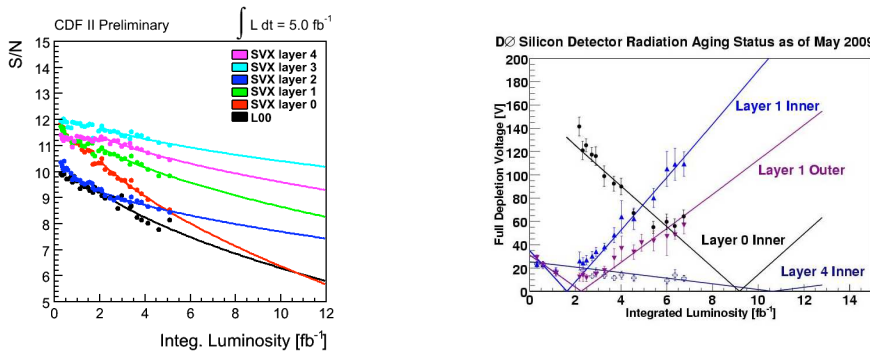 CDF II Preliminary
∫ L dt = 5.0 fb-1
S/N
15
14
13
12
11
10
9
8
7
6
5
SVX layer 4
SVX layer 3
SVX layer 2
SVX layer 1
SVX layer 0
L00
0 2 4 6 8 10 12
Integ. Luminosity [fb-1]
DØ Silicon Detector Radiation Aging Status as of May 2009
Full Depletion Voltage [V]
200
180
160
140
120
100
80
60
40
20
0
Layer 1 Inner
Layer 1 Outer
Layer 0 Inner
Layer 4 Inner
0 2 4 6 8 10 12 14
Integrated Luminosity [fb-1]